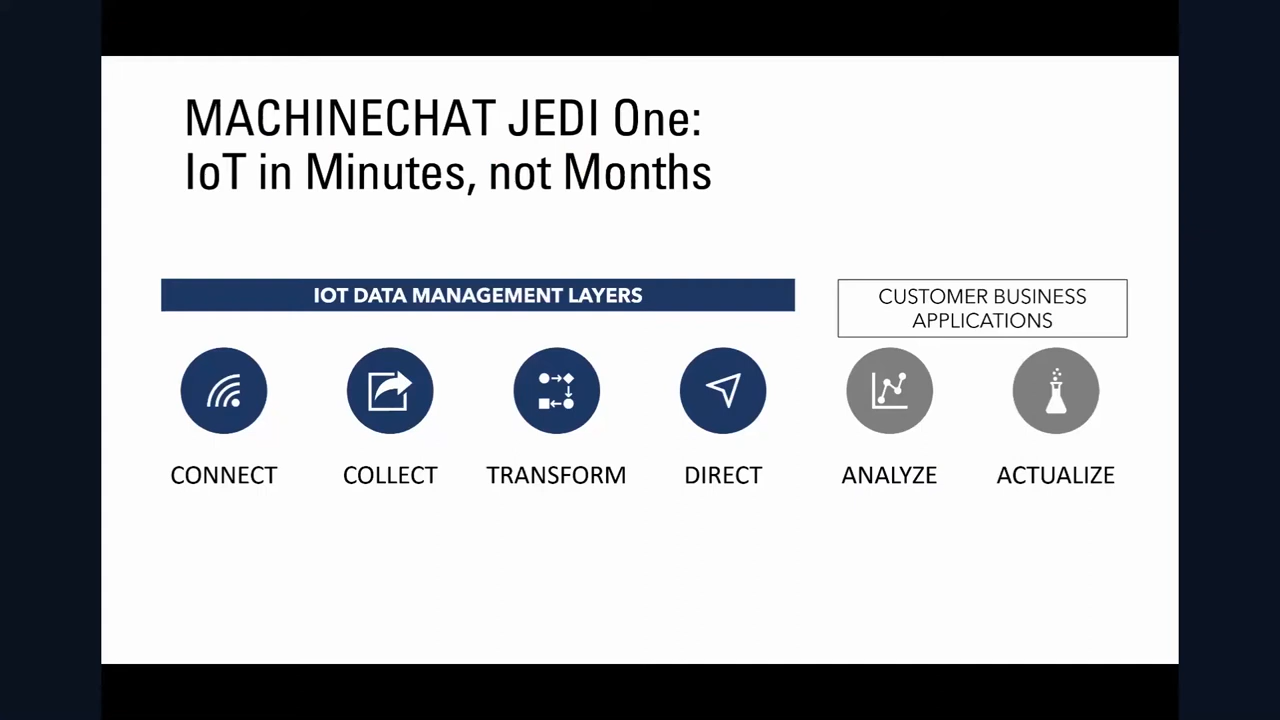 MACHINECHAT JEDI One:
IoT in Minutes, not Months
IOT DATA MANAGEMENT LAYERS
CUSTOMER BUSINESS
APPLICATIONS
CONNECT
COLLECT
TRANSFORM
DIRECT
ANALYZE
ACTUALIZE